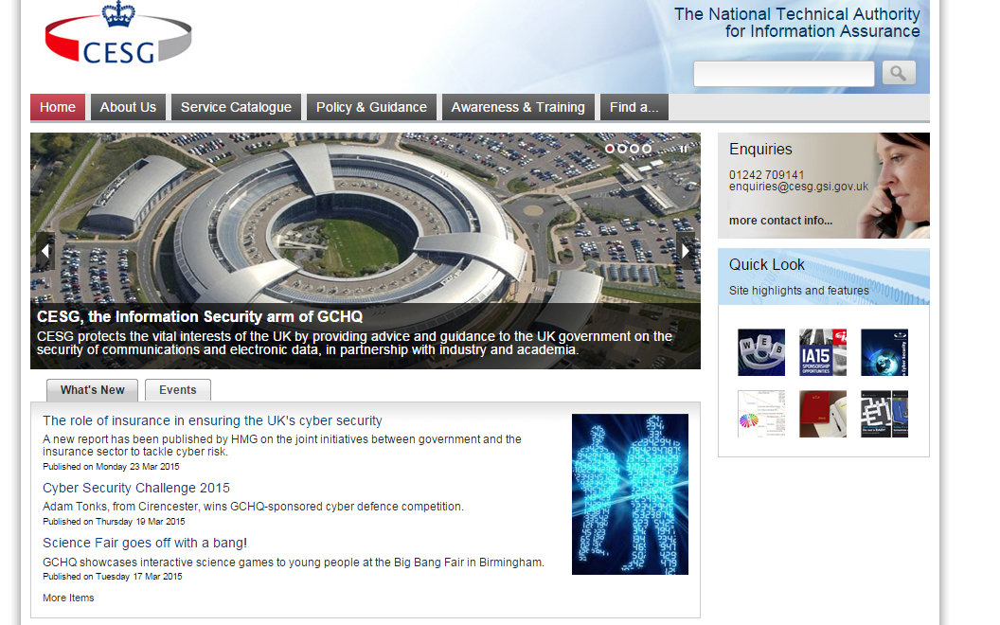 CESG
The National Technical Authority
for Information Assurance
Home
About Us
Service Catalogue
Policy & Guidance
Awareness & Training
Find a...
CESG, the Information Security arm of GCHQ
CESG protects the vital interests of the UK by providing advice and guidance to the UK government on the
security of communications and electronic data, in partnership with industry and academia.
Enquiries
01242 709141
enquiries@cesg.gsi.gov.uk
more contact info...
Quick Look
Site highlights and features
WEB
IA15
SPONSORSHIP
OPPORTUNITIES
What's New
Events
The role of insurance in ensuring the UK's cyber security
A new report has been published by HMG on the joint initiatives between government and the
insurance sector to tackle cyber risk.
Published on Monday 23 Mar 2015
Cyber Security Challenge 2015
Adam Tonks, from Cirencester, wins GCHQ-sponsored cyber defence competition.
Published on Thursday 19 Mar 2015
Science Fair goes off with a bang!
GCHQ showcases interactive science games to young people at the Big Bang Fair in Birmingham.
Published on Tuesday 17 Mar 2015
More Items